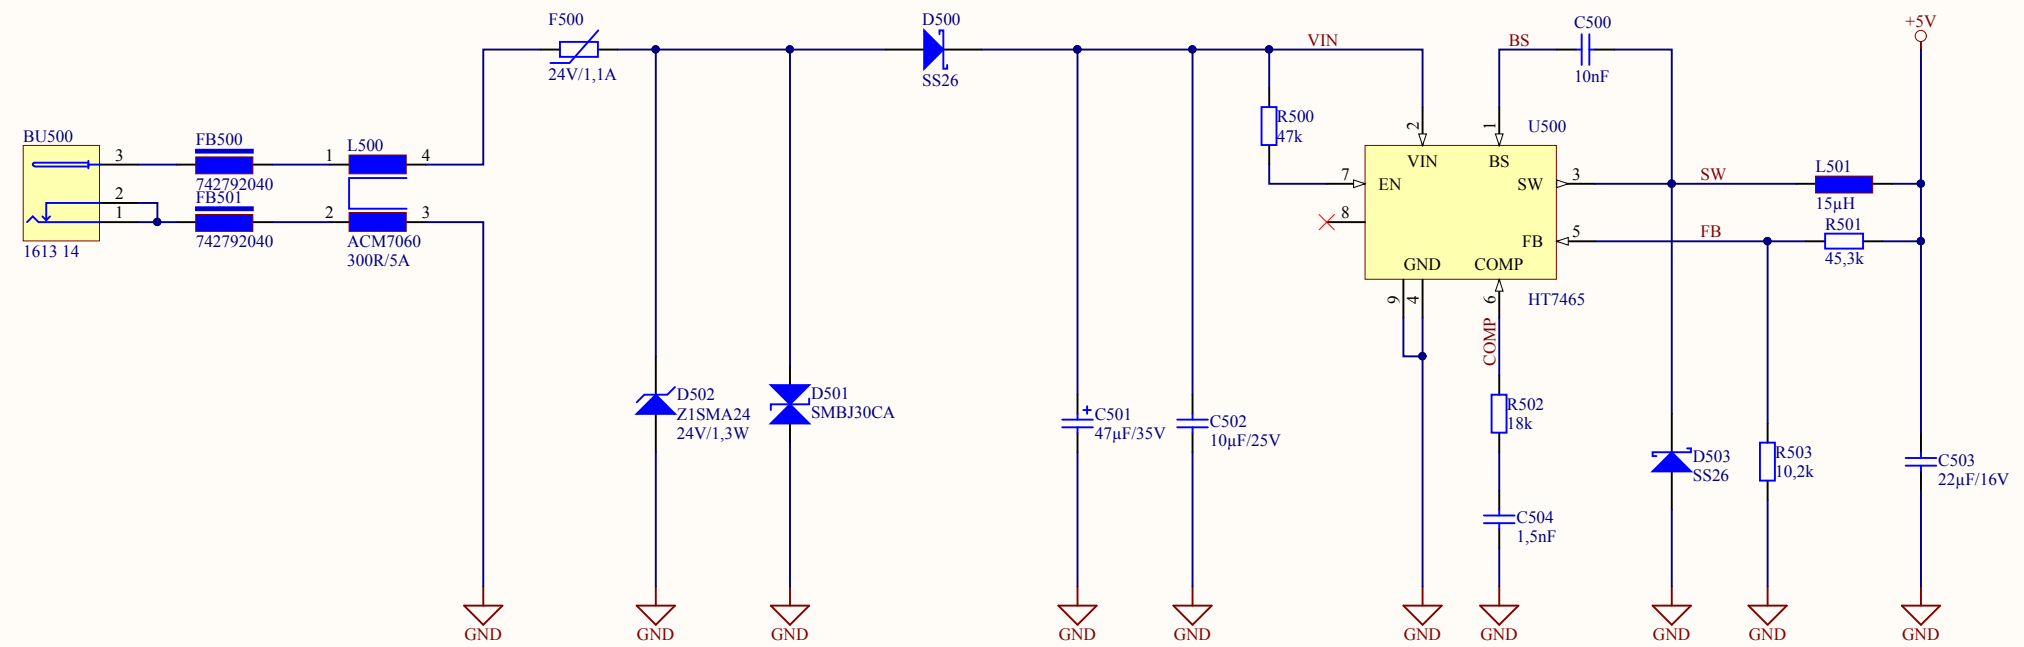 F500
24V/1,1A
D500
SS26
VIN
BS
C500
10nF
+5V
BU500
3
2
1
1613 14
FB500
742792040
FB501
742792040
1
L500
4
2
3
ACM7060
300R/5A
R500
47k
2
1
U500
VIN
BS
7
EN
SW
3
SW
L501
15µH
8
FB
5
FB
R501
45,3k
GND
COMP
9
4
6
HT7465
COMP
D502
Z1SMA24
24V/1,3W
D501
SMBJ30CA
+
C501
47µF/35V
C502
10µF/25V
R502
18k
C504
1,5nF
D503
SS26
R503
10,2k
C503
22µF/16V
GND
GND
GND
GND
GND
GND
GND
GND
GND
GND